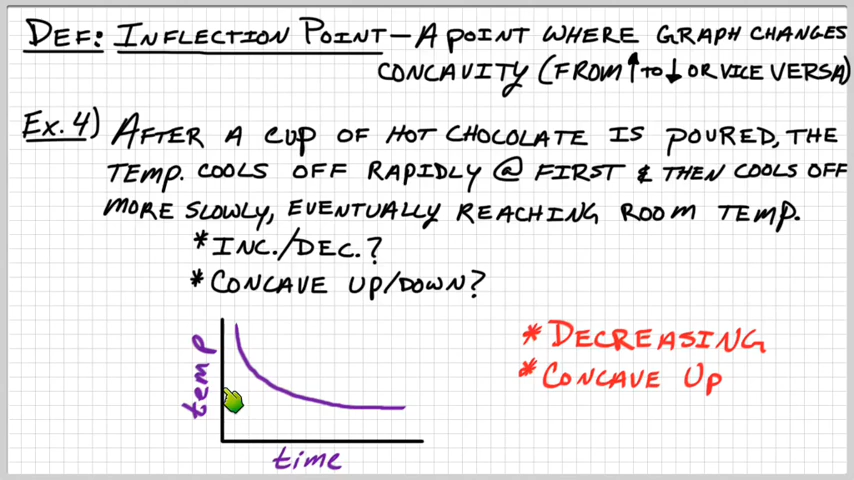 DEF: INFLECTION POINT - A POINT WHERE GRAPH CHANGES
CONCAVITY (FROM ↑ TO ↓ OR VICE VERSA)
EX. 4) AFTER A CUP OF HOT CHOCOLATE IS POURED, THE
TEMP. COOLS OFF RAPIDLY @ FIRST & THEN COOLS OFF
MORE SLOWLY, EVENTUALLY REACHING ROOM TEMP.
* INC./DEC.?
* CONCAVE UP/DOWN?
temp
time
* DECREASING
* CONCAVE UP